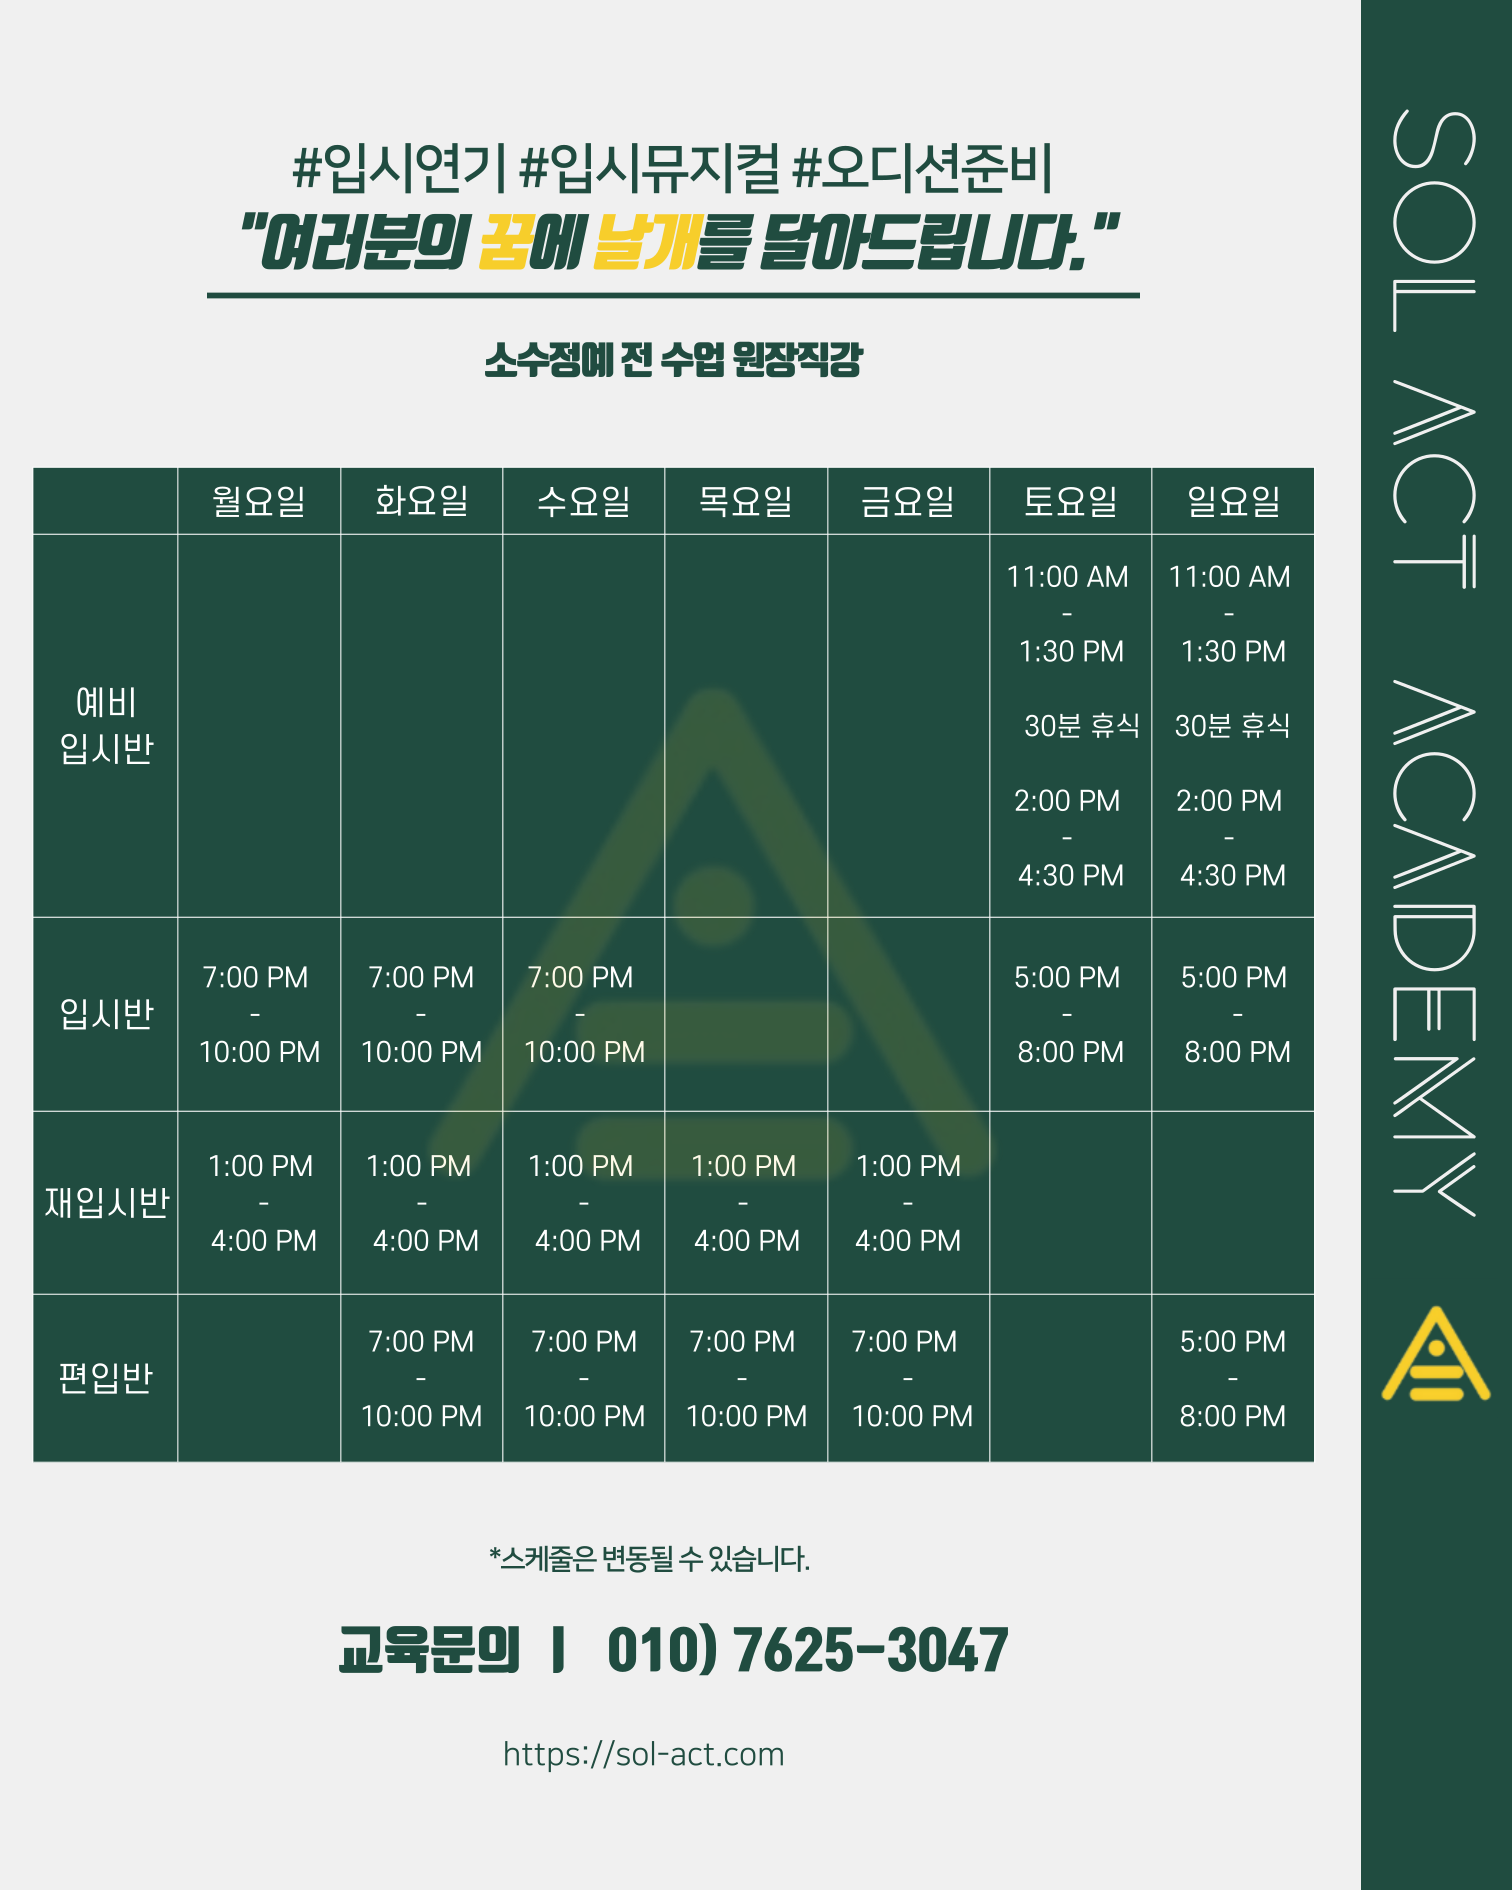 #입시연기 #입시뮤지컬 #오디션준비
"여러분의 꿈에 날개를 달아드립니다."
소수정예 전 수업 원장직강
월요일 화요일 수요일 목요일 금요일 토요일 일요일
예비
입시반
11:00 AM
-
1:30 PM
30분 휴식
2:00 PM
-
4:30 PM
11:00 AM
-
1:30 PM
30분 휴식
2:00 PM
-
4:30 PM
입시반
7:00 PM
-
10:00 PM
7:00 PM
-
10:00 PM
7:00 PM
-
10:00 PM
5:00 PM
-
8:00 PM
5:00 PM
-
8:00 PM
재입시반
1:00 PM
-
4:00 PM
1:00 PM
-
4:00 PM
1:00 PM
-
4:00 PM
1:00 PM
-
4:00 PM
1:00 PM
-
4:00 PM
편입반
7:00 PM
-
10:00 PM
7:00 PM
-
10:00 PM
7:00 PM
-
10:00 PM
7:00 PM
-
10:00 PM
5:00 PM
-
8:00 PM
*스케줄은 변동될 수 있습니다.
교육문의 | 010) 7625-3047
https://sol-act.com
SOL ACT ACADEMY